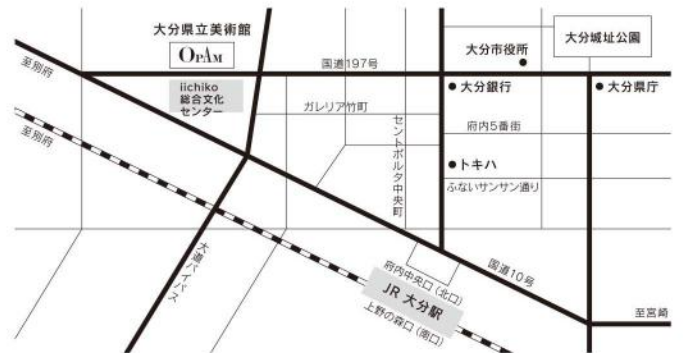 大分県立美術館
OPAM
至別府
国道197号
大分市役所
大分城址公園
iichiko
総合文化
センター
大分銀行
大分県庁
ガレリア竹町
セントポルタ中央町
府内5番街
至別府
トキハ
ふないサンサン通り
大道バイパス
府内中央口(北口)
国道10号
JR 大分駅
上野の森口(南口)
至宮崎